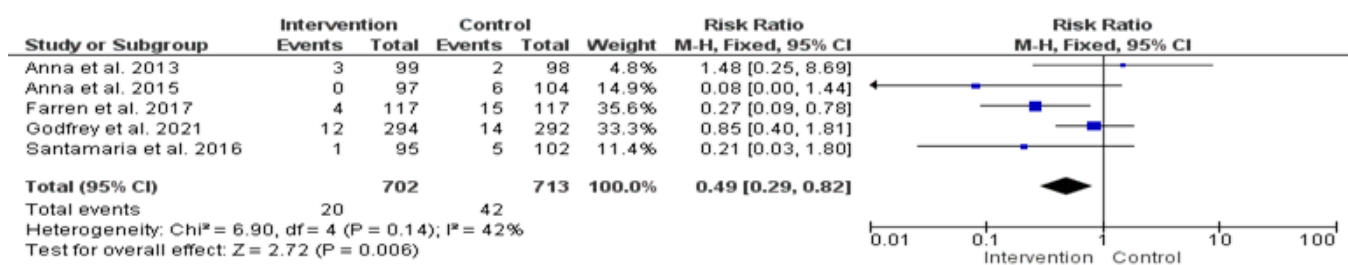 Intervention Control Risk Ratio Risk Ratio
Study or Subgroup Events Total Events Total Weight M-H, Fixed, 95% CI M-H, Fixed, 95% CI
Anna et al. 2013 3 99 2 98 4.8% 1.48 [0.25, 8.69]
Anna et al. 2015 0 97 6 104 14.9% 0.08 [0.00, 1.44]
Farren et al. 2017 4 117 15 117 35.6% 0.27 [0.09, 0.78]
Godfrey et al. 2021 12 294 14 292 33.3% 0.85 [0.40, 1.81]
Santamaria et al. 2016 1 95 5 102 11.4% 0.21 [0.03, 1.80]
Total (95% CI) 702 713 100.0% 0.49 [0.29, 0.82]
Total events 20 42
Heterogeneity: Chi² = 6.90, df = 4 (P = 0.14); I² = 42%
Test for overall effect: Z = 2.72 (P = 0.006)
0.01 0.1 1 10 100
Intervention Control